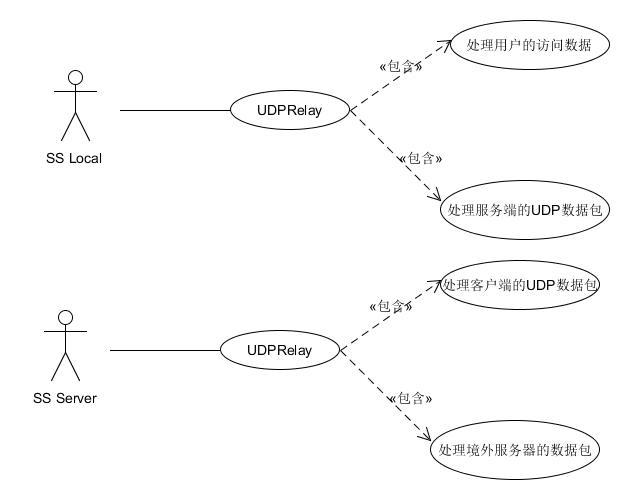 处理用户的访问数据
«包含»
UDPRelay
SS Local
«包含»
处理服务端的UDP数据包
处理客户端的UDP数据包
«包含»
UDPRelay
SS Server
«包含»
处理境外服务器的数据包